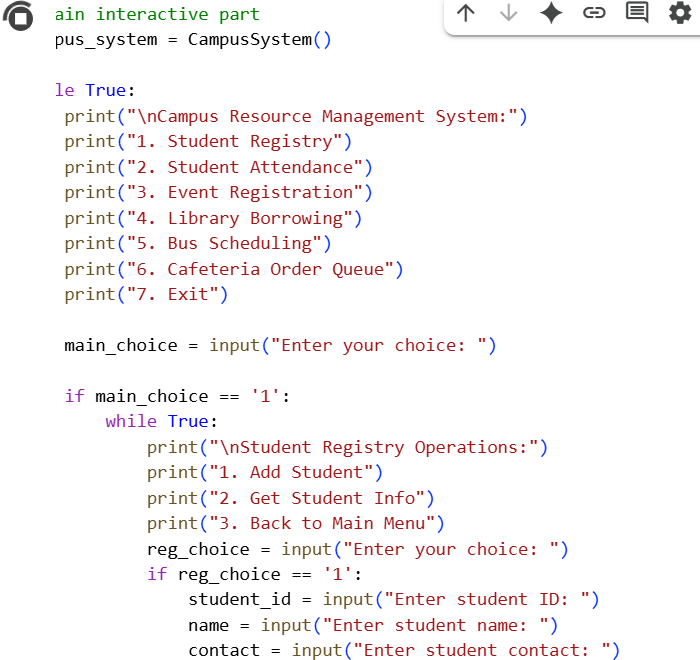 ain interactive part
pus_system = CampusSystem()
le True:
print("\nCampus Resource Management System:")
print("1. Student Registry")
print("2. Student Attendance")
print("3. Event Registration")
print("4. Library Borrowing")
print("5. Bus Scheduling")
print("6. Cafeteria Order Queue")
print("7. Exit")
main_choice = input("Enter your choice: ")
if main_choice == '1':
while True:
print("\nStudent Registry Operations:")
print("1. Add Student")
print("2. Get Student Info")
print("3. Back to Main Menu")
reg_choice = input("Enter your choice: ")
if reg_choice == '1':
student_id = input("Enter student ID: ")
name = input("Enter student name: ")
contact = input("Enter student contact: ")